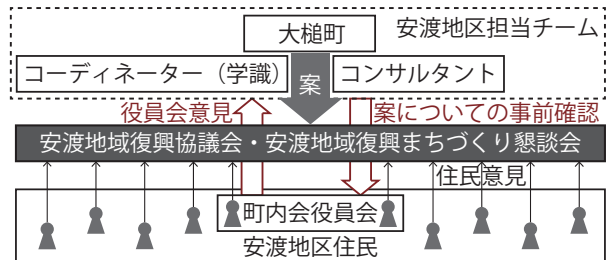 大槌町
安渡地区担当チーム
コーディネーター（学識）
案
コンサルタント
役員会意見
案についての事前確認
安渡地域復興協議会・安渡地域復興まちづくり懇談会
住民意見
町内会役員会
安渡地区住民